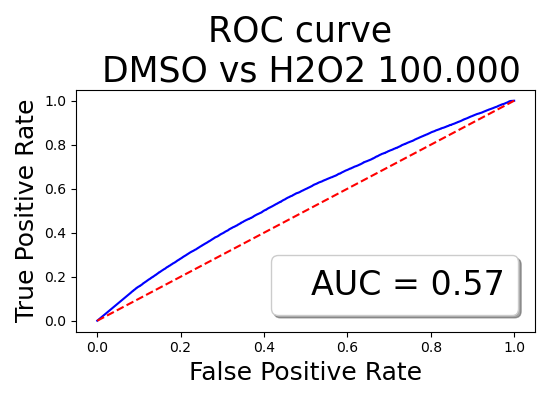 ROC curve
DMSO vs H2O2 100.000
True Positive Rate
1.0
0.8
0.6
0.4
0.2
0.0
AUC = 0.57
0.0 0.2 0.4 0.6 0.8 1.0
False Positive Rate